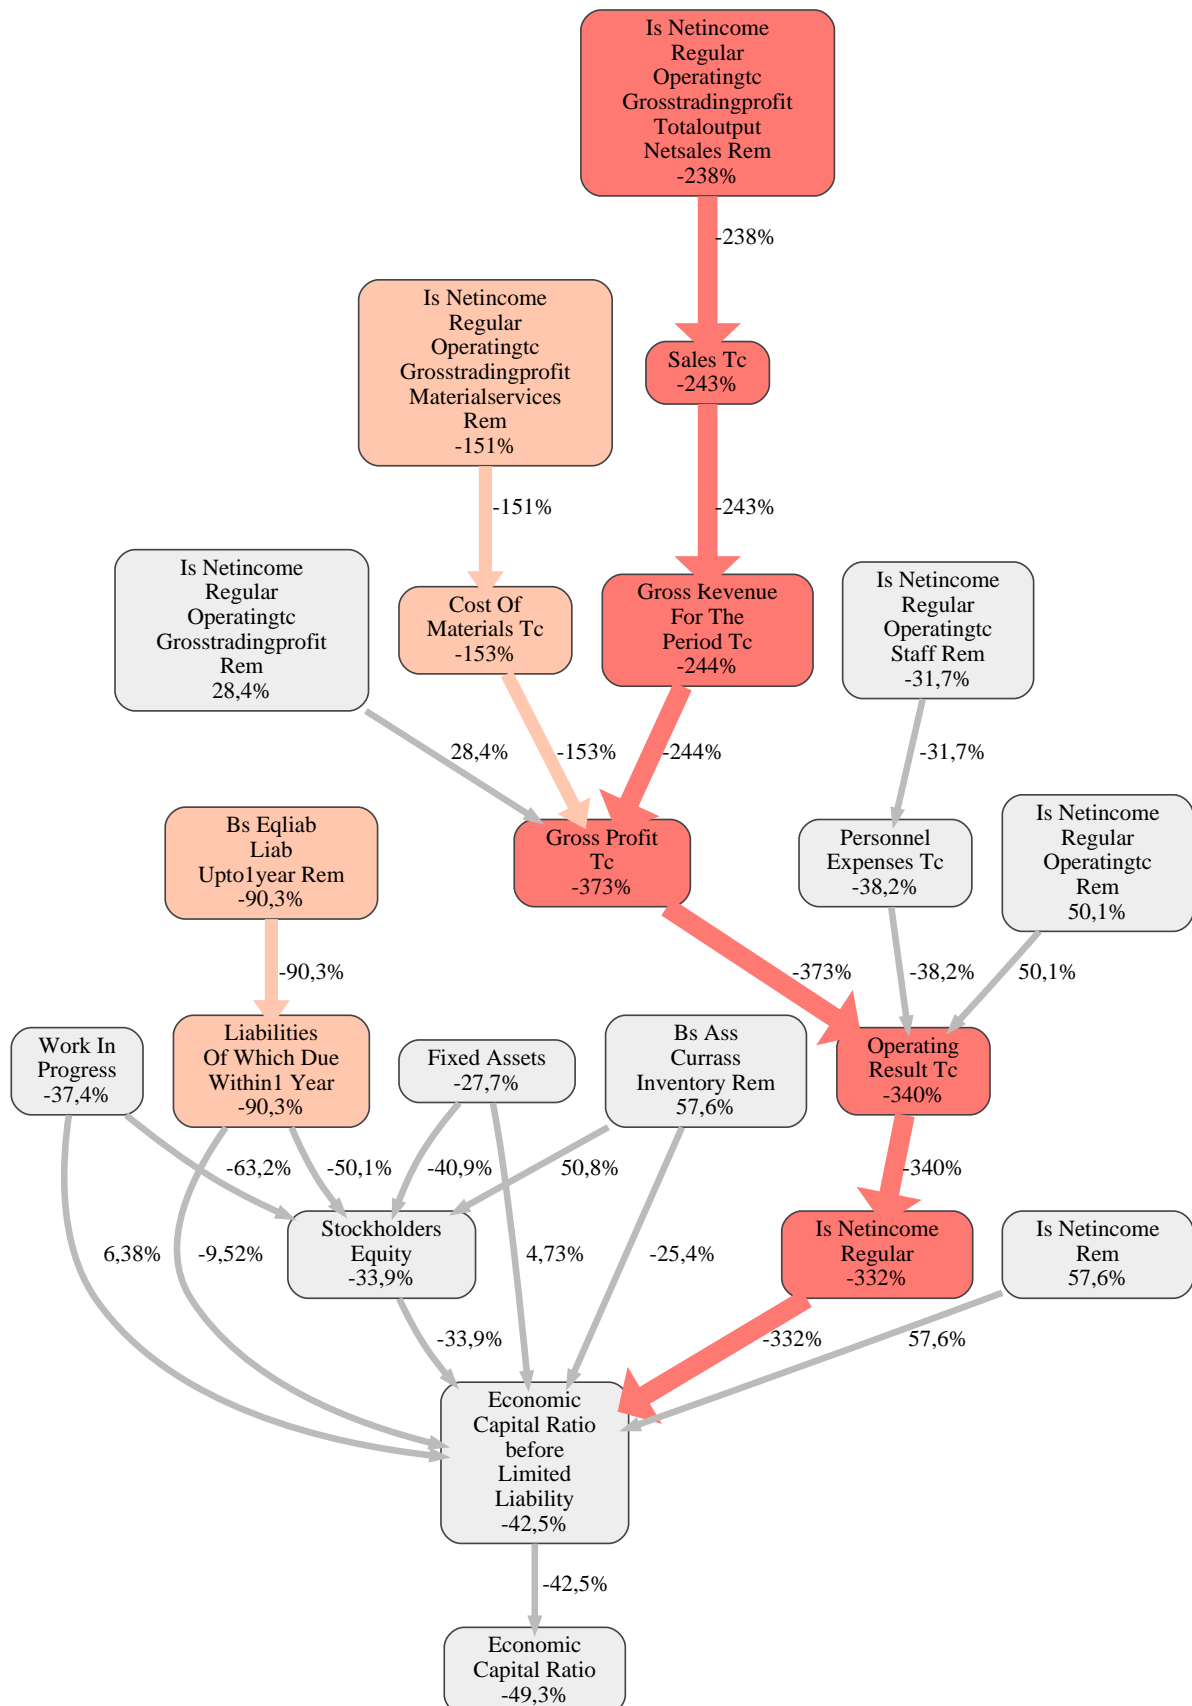 Is Netincome
Regular
Operatingtc
Grosstradingprofit
Totaloutput
Netsales Rem
-238%
-238%
Is Netincome
Regular
Operatingtc
Grosstradingprofit
Materialservices
Rem
-151%
Sales Tc
-243%
-151%
-243%
Is Netincome
Regular
Operatingtc
Grosstradingprofit
Rem
28,4%
Cost Of
Materials Tc
-153%
Gross Revenue
For The
Period Tc
-244%
Is Netincome
Regular
Operatingtc
Staff Rem
-31,7%
28,4%
-153%
-244%
-31,7%
Bs Eqliab
Liab
Upto1year Rem
-90,3%
Gross Profit
Tc
-373%
Personnel
Expenses Tc
-38,2%
Is Netincome
Regular
Operatingtc
Rem
50,1%
-90,3%
-373%
-38,2%
50,1%
Work In
Progress
-37,4%
Liabilities
Of Which Due
Within1 Year
-90,3%
Fixed Assets
-27,7%
Bs Ass
Currass
Inventory Rem
57,6%
Operating
Result Tc
-340%
-63,2%
-50,1%
-40,9%
50,8%
-340%
Stockholders
Equity
-33,9%
Is Netincome
Regular
-332%
Is Netincome
Rem
57,6%
6,38%
-9,52%
4,73%
-25,4%
-33,9%
-332%
57,6%
Economic
Capital Ratio
before
Limited
Liability
-42,5%
-42,5%
Economic
Capital Ratio
-49,3%